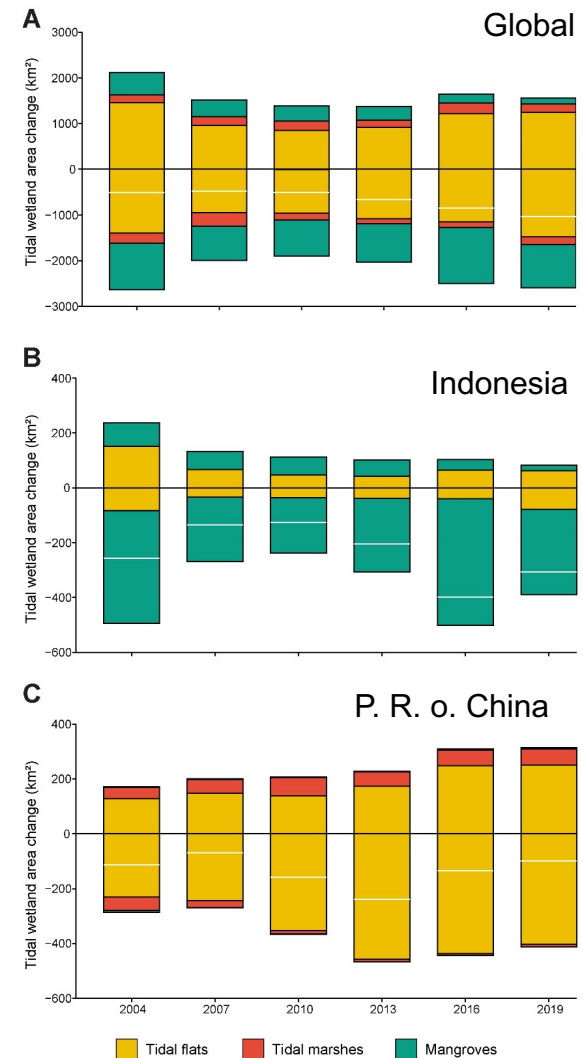 A
Global
Tidal wetland area change (km²)
3000
2000
1000
0
−1000
−2000
−3000
B
Indonesia
Tidal wetland area change (km²)
400
200
0
−200
−400
−600
C
P. R. o. China
Tidal wetland area change (km²)
400
200
0
−200
−400
−600
2004 2007 2010 2013 2016 2019
Tidal flats Tidal marshes Mangroves